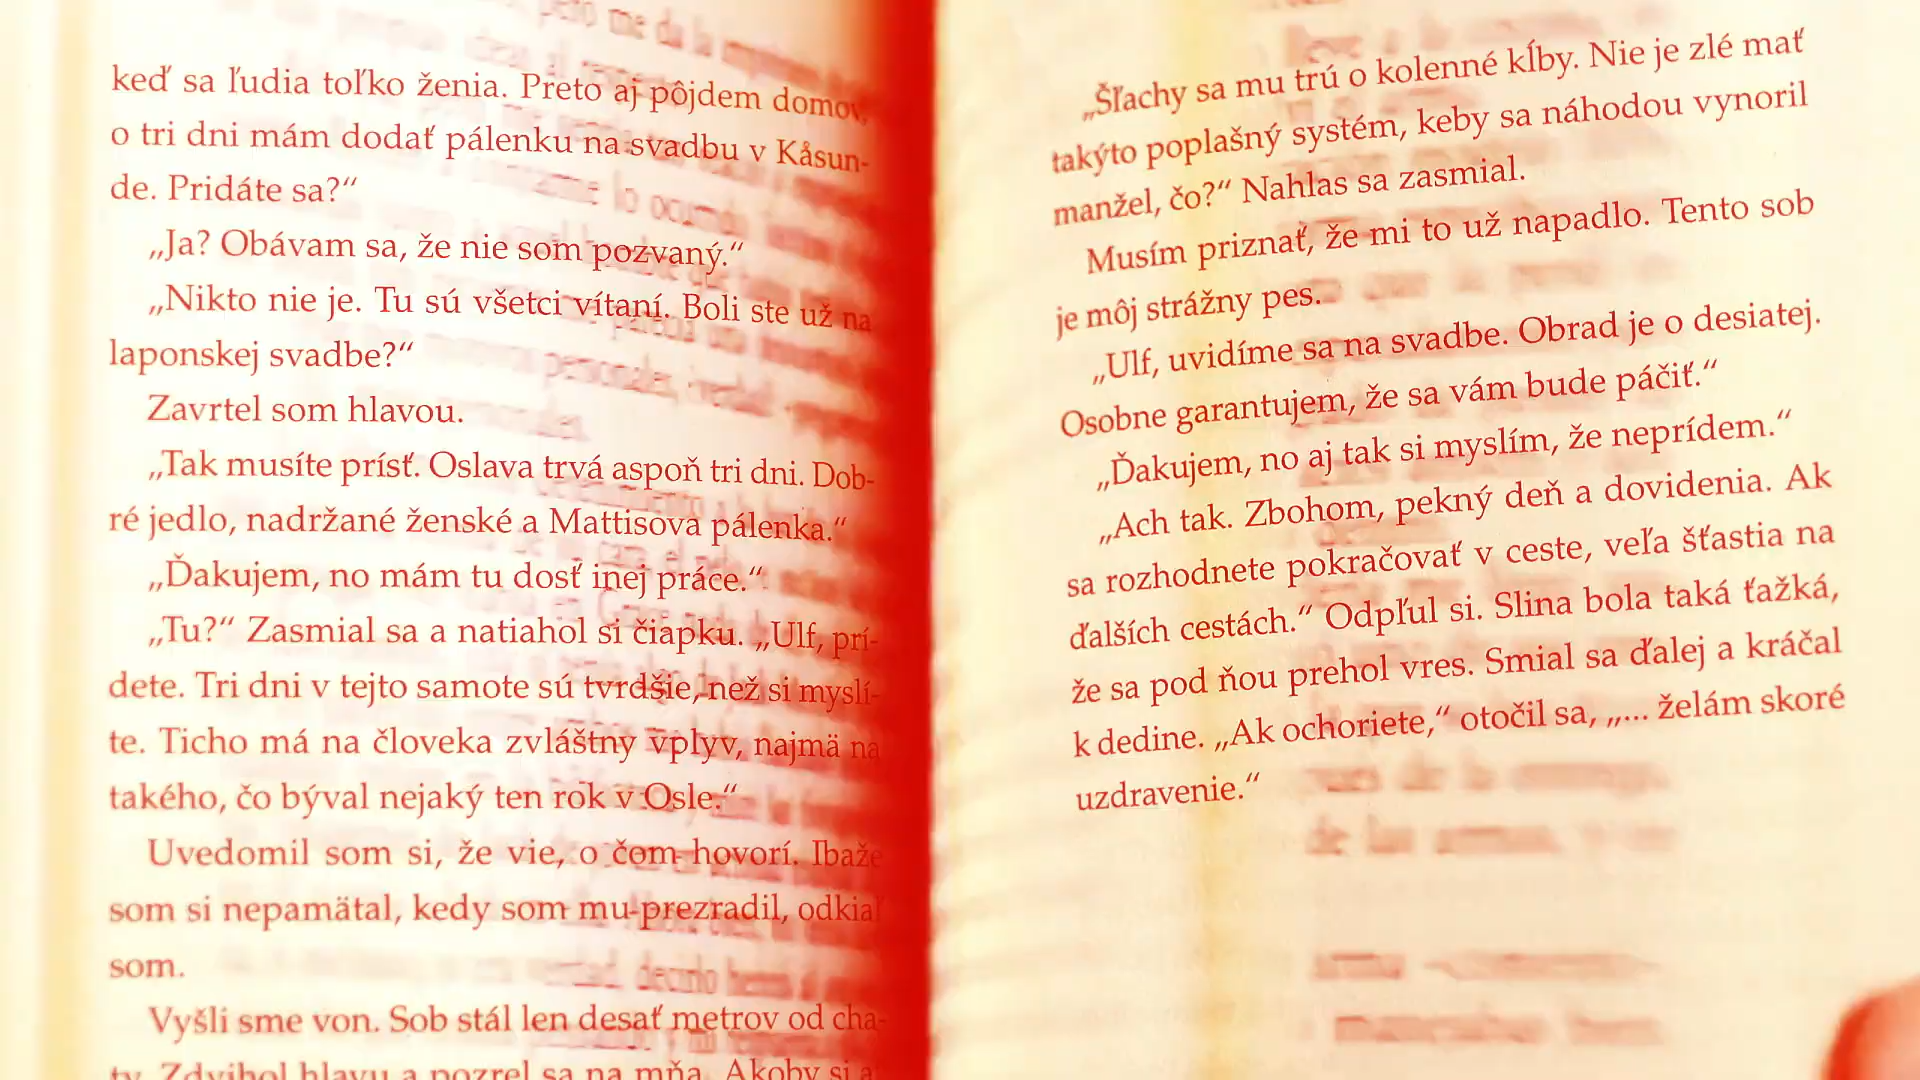 keď sa ľudia toľko ženia. Preto aj pôjdem domov,
o tri dni mám dodať pálenku na svadbu v Kåsun-
de. Pridáte sa?“
„Ja? Obávam sa, že nie som pozvaný.“
„Nikto nie je. Tu sú všetci vítaní. Boli ste už na
laponskej svadbe?“
Zavrtel som hlavou.
„Tak musíte prísť. Oslava trvá aspoň tri dni. Dob-
ré jedlo, nadržané ženské a Mattisova pálenka.“
„Ďakujem, no mám tu dosť inej práce.“
„Tu?“ Zasmial sa a natiahol si čiapku. „Ulf, prí-
dete. Tri dni v tejto samote sú tvrdšie, než si myslí-
te. Ticho má na človeka zvláštny vplyv, najmä na
takého, čo býval nejaký ten rok v Osle.“
Uvedomil som si, že vie, o čom hovorí. Ibaže
som si nepamätal, kedy som mu prezradil, odkiaľ
som.
Vyšli sme von. Sob stál len desať metrov od cha-
ty. Zdvihol hlavu a pozrel sa na mňa. Akoby si a
„Šľachy sa mu trú o kolenné kĺby. Nie je zlé mať
takýto poplašný systém, keby sa náhodou vynoril
manžel, čo?“ Nahlas sa zasmial.
Musím priznať, že mi to už napadlo. Tento sob
je môj strážny pes.
„Ulf, uvidíme sa na svadbe. Obrad je o desiatej.
Osobne garantujem, že sa vám bude páčiť.“
„Ďakujem, no aj tak si myslím, že neprídem.“
„Ach tak. Zbohom, pekný deň a dovidenia. Ak
sa rozhodnete pokračovať v ceste, veľa šťastia na
ďalších cestách.“ Odpľul si. Slina bola taká ťažká,
že sa pod ňou prehol vres. Smial sa ďalej a kráčal
k dedine. „Ak ochoriete,“ otočil sa, „... želám skoré
uzdravenie.“